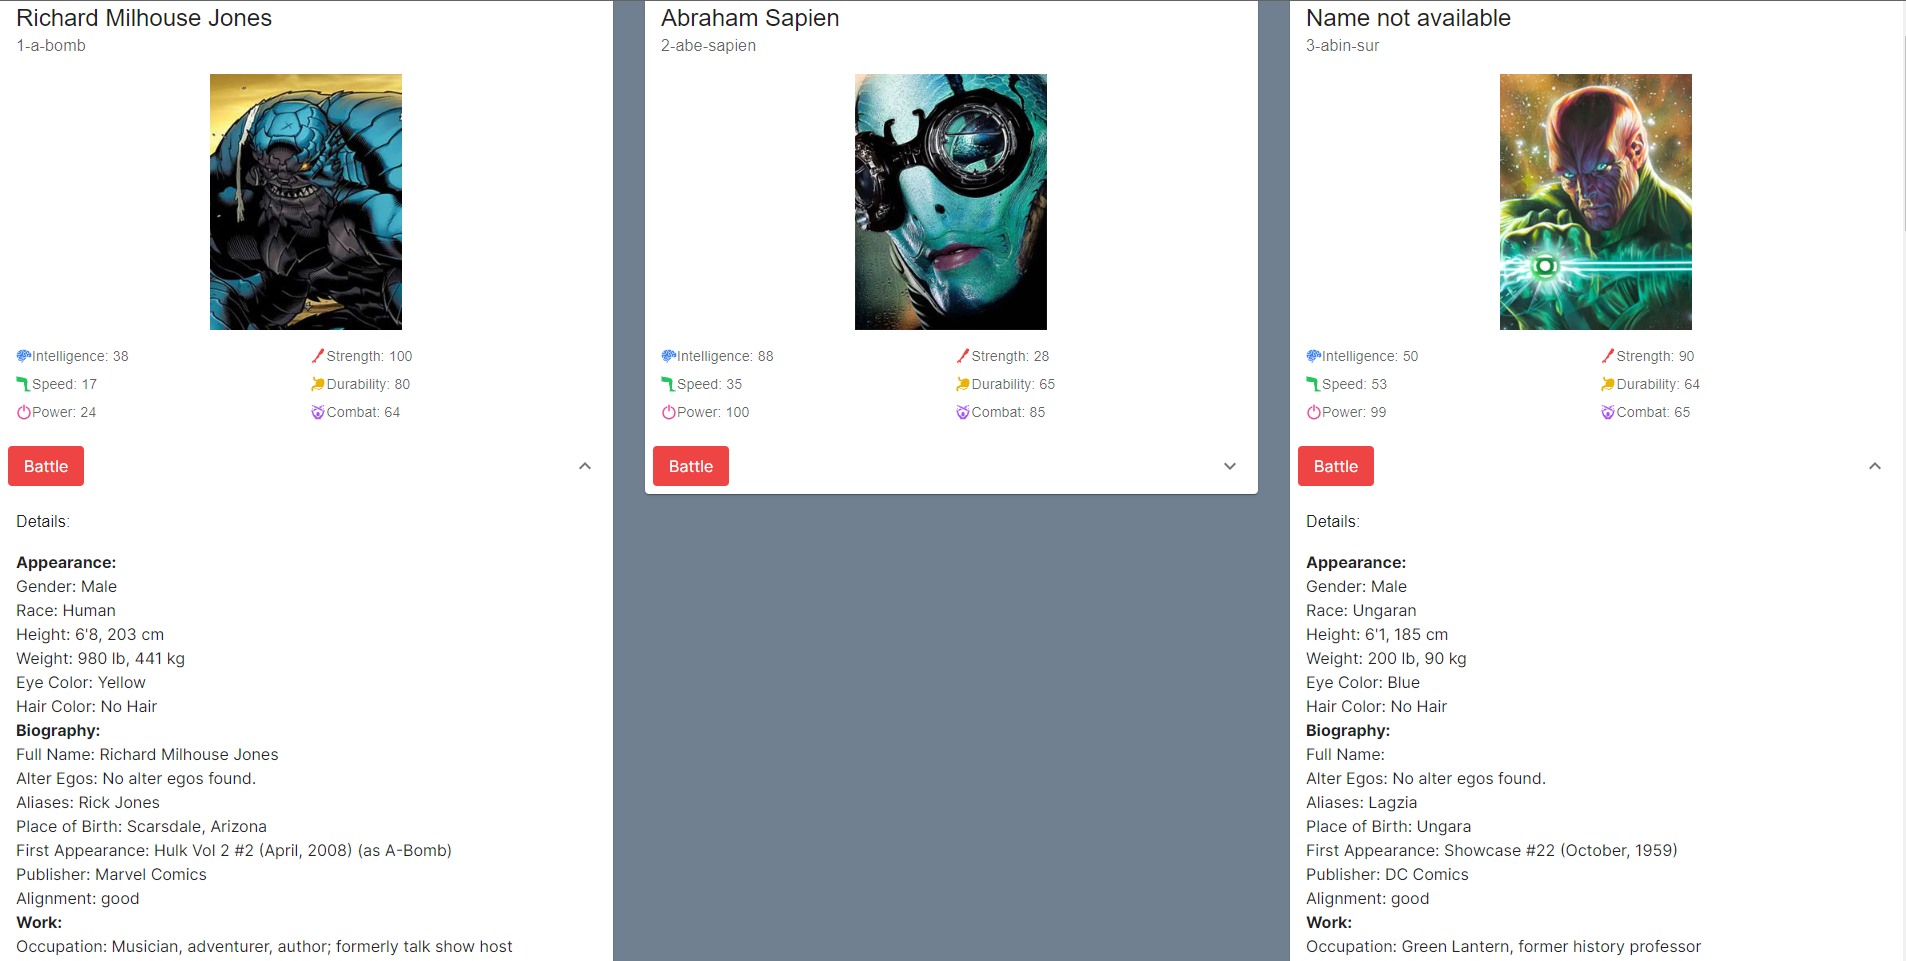 Richard Milhouse Jones
1-a-bomb
Intelligence: 38
Strength: 100
Speed: 17
Durability: 80
Power: 24
Combat: 64
Battle
Details:
Appearance:
Gender: Male
Race: Human
Height: 6'8, 203 cm
Weight: 980 lb, 441 kg
Eye Color: Yellow
Hair Color: No Hair
Biography:
Full Name: Richard Milhouse Jones
Alter Egos: No alter egos found.
Aliases: Rick Jones
Place of Birth: Scarsdale, Arizona
First Appearance: Hulk Vol 2 #2 (April, 2008) (as A-Bomb)
Publisher: Marvel Comics
Alignment: good
Work:
Occupation: Musician, adventurer, author; formerly talk show host
Abraham Sapien
2-abe-sapien
Intelligence: 88
Strength: 28
Speed: 35
Durability: 65
Power: 100
Combat: 85
Battle
Name not available
3-abin-sur
Intelligence: 50
Strength: 90
Speed: 53
Durability: 64
Power: 99
Combat: 65
Battle
Details:
Appearance:
Gender: Male
Race: Ungaran
Height: 6'1, 185 cm
Weight: 200 lb, 90 kg
Eye Color: Blue
Hair Color: No Hair
Biography:
Full Name:
Alter Egos: No alter egos found.
Aliases: Lagzia
Place of Birth: Ungara
First Appearance: Showcase #22 (October, 1959)
Publisher: DC Comics
Alignment: good
Work:
Occupation: Green Lantern, former history professor